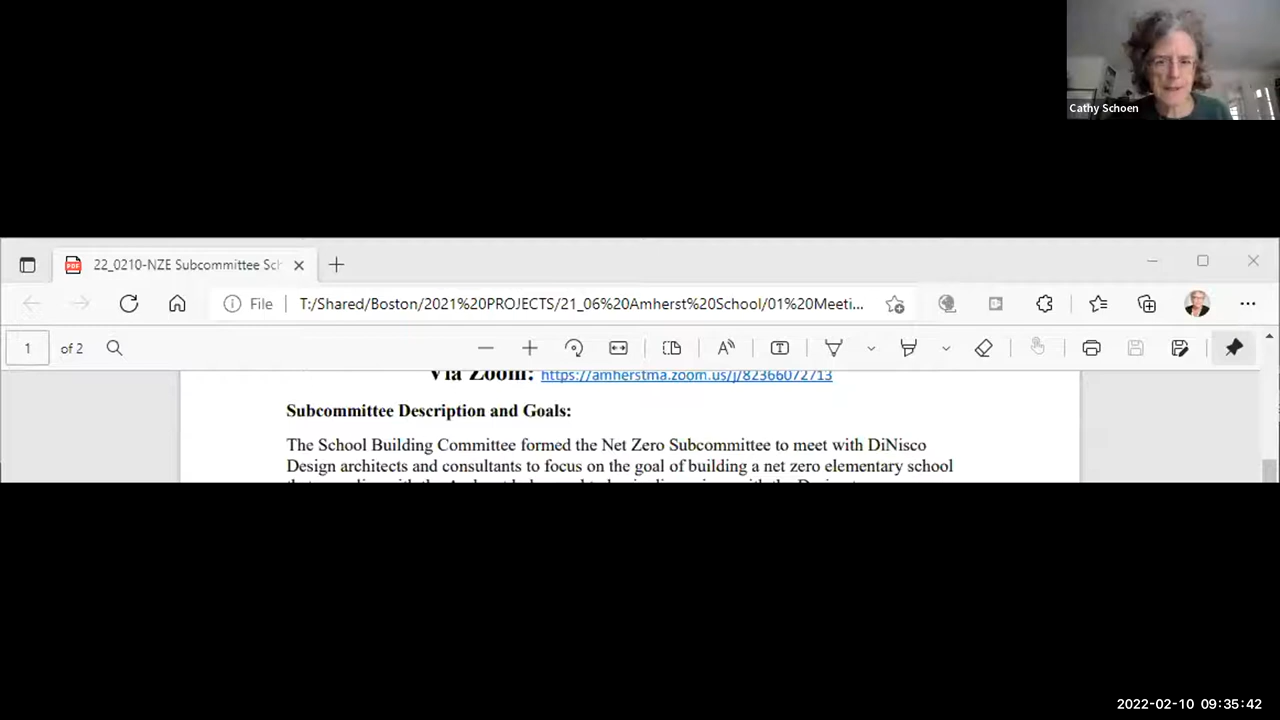 Cathy Schoen
22_0210-NZE Subcommittee Sch
File
T:/Shared/Boston/2021%20PROJECTS/21_06%20Amherst%20School/01%20Meeti...
1 of 2
Via Zoom: https://amherstma.zoom.us/j/82366072713
Subcommittee Description and Goals:
The School Building Committee formed the Net Zero Subcommittee to meet with DiNisco
Design architects and consultants to focus on the goal of building a net zero elementary school
2022-02-10 09:35:42